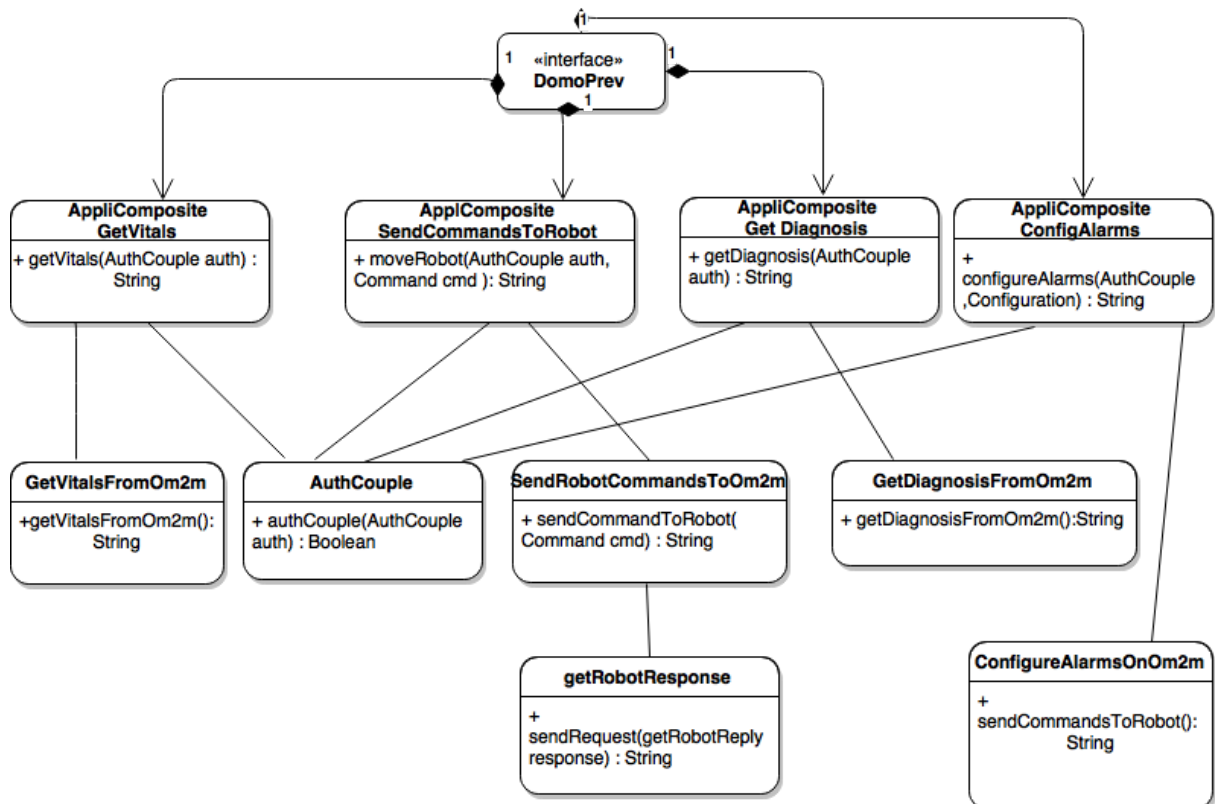 1
1
«interface»
1
DomoPrev
1
AppliComposite
GetVitals
+ getVitals(AuthCouple auth) :
String
ApplComposite
SendCommandsToRobot
+ moveRobot(AuthCouple auth,
Command cmd ): String
AppliComposite
Get Diagnosis
+ getDiagnosis(AuthCouple
auth) : String
AppliComposite
ConfigAlarms
+
configureAlarms(AuthCouple
,Configuration) : String
GetVitalsFromOm2m
+getVitalsFromOm2m():
String
AuthCouple
+ authCouple(AuthCouple
auth) : Boolean
SendRobotCommandsToOm2m
+ sendCommandToRobot(
Command cmd) : String
GetDiagnosisFromOm2m
+ getDiagnosisFromOm2m():String
getRobotResponse
+
sendRequest(getRobotReply
response) : String
ConfigureAlarmsOnOm2m
+
sendCommandsToRobot():
String